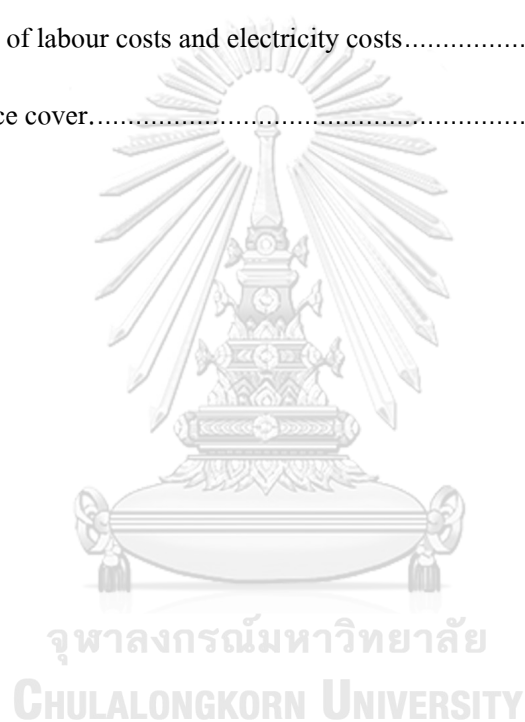 of labour costs and electricity costs..................
ce cover..............................................................
จุฬาลงกรณ์มหาวิทยาลัย
CHULALONGKORN UNIVERSITY